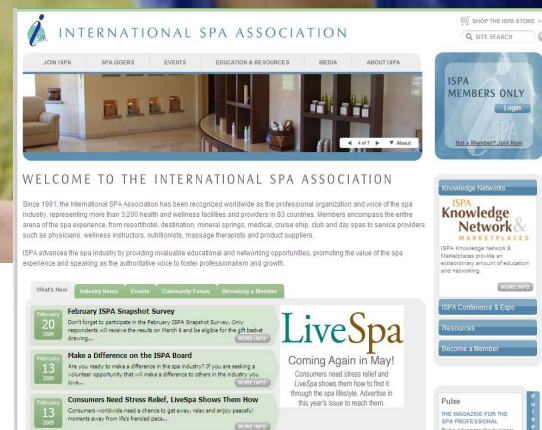 SHOP THE ISPA STORE
INTERNATIONAL SPA ASSOCIATION
SITE SEARCH
JOIN ISPA SPA-GOERS EVENTS EDUCATION & RESOURCES MEDIA ABOUT ISPA
4 of 7 About
ISPA
MEMBERS ONLY
Login
Not a Member? Join Now
WELCOME TO THE INTERNATIONAL SPA ASSOCIATION
Since 1991, the International SPA Association has been recognized worldwide as the professional organization and voice of the spa
industry, representing more than 3,200 health and wellness facilities and providers in 83 countries. Members encompass the entire
arena of the spa experience, from resort/hotel, destination, mineral springs, medical, cruise ship, club and day spas to service providers
such as physicians, wellness instructors, nutritionists, massage therapists and product suppliers.
ISPA advances the spa industry by providing invaluable educational and networking opportunities, promoting the value of the spa
experience and speaking as the authoritative voice to foster professionalism and growth.
Knowledge Networks
ISPA
Knowledge
Network &
MARKETPLACES
ISPA Knowledge Network &
Marketplaces provide an
extraordinary amount of education
and networking.
MORE INFO
ISPA Conference & Expo
Resources
Become a Member
What's New Industry News Events Community Forum Becoming a Member
February
20
2009
February ISPA Snapshot Survey
Don't forget to participate in the February ISPA Snapshot Survey. Only
respondents will receive the results on March 6 and be eligible for the gift basket
drawing...
MORE INFO
February
13
2009
Make a Difference on the ISPA Board
Are you ready to make a difference in the spa industry? If you are seeking a
volunteer opportunity that will make a difference to others in the industry you
love...
MORE INFO
February
13
2009
Consumers Need Stress Relief, LiveSpa Shows Them How
Consumers worldwide need a chance to get away, relax and enjoy peaceful
moments away from life's frenzied pace...
MORE INFO
LiveSpa
Coming Again in May!
Consumers need stress relief and
LiveSpa shows them how to find it
through the spa lifestyle. Advertise in
this year's issue to reach them.
Pulse
THE MAGAZINE FOR THE
SPA PROFESSIONAL
Pulse